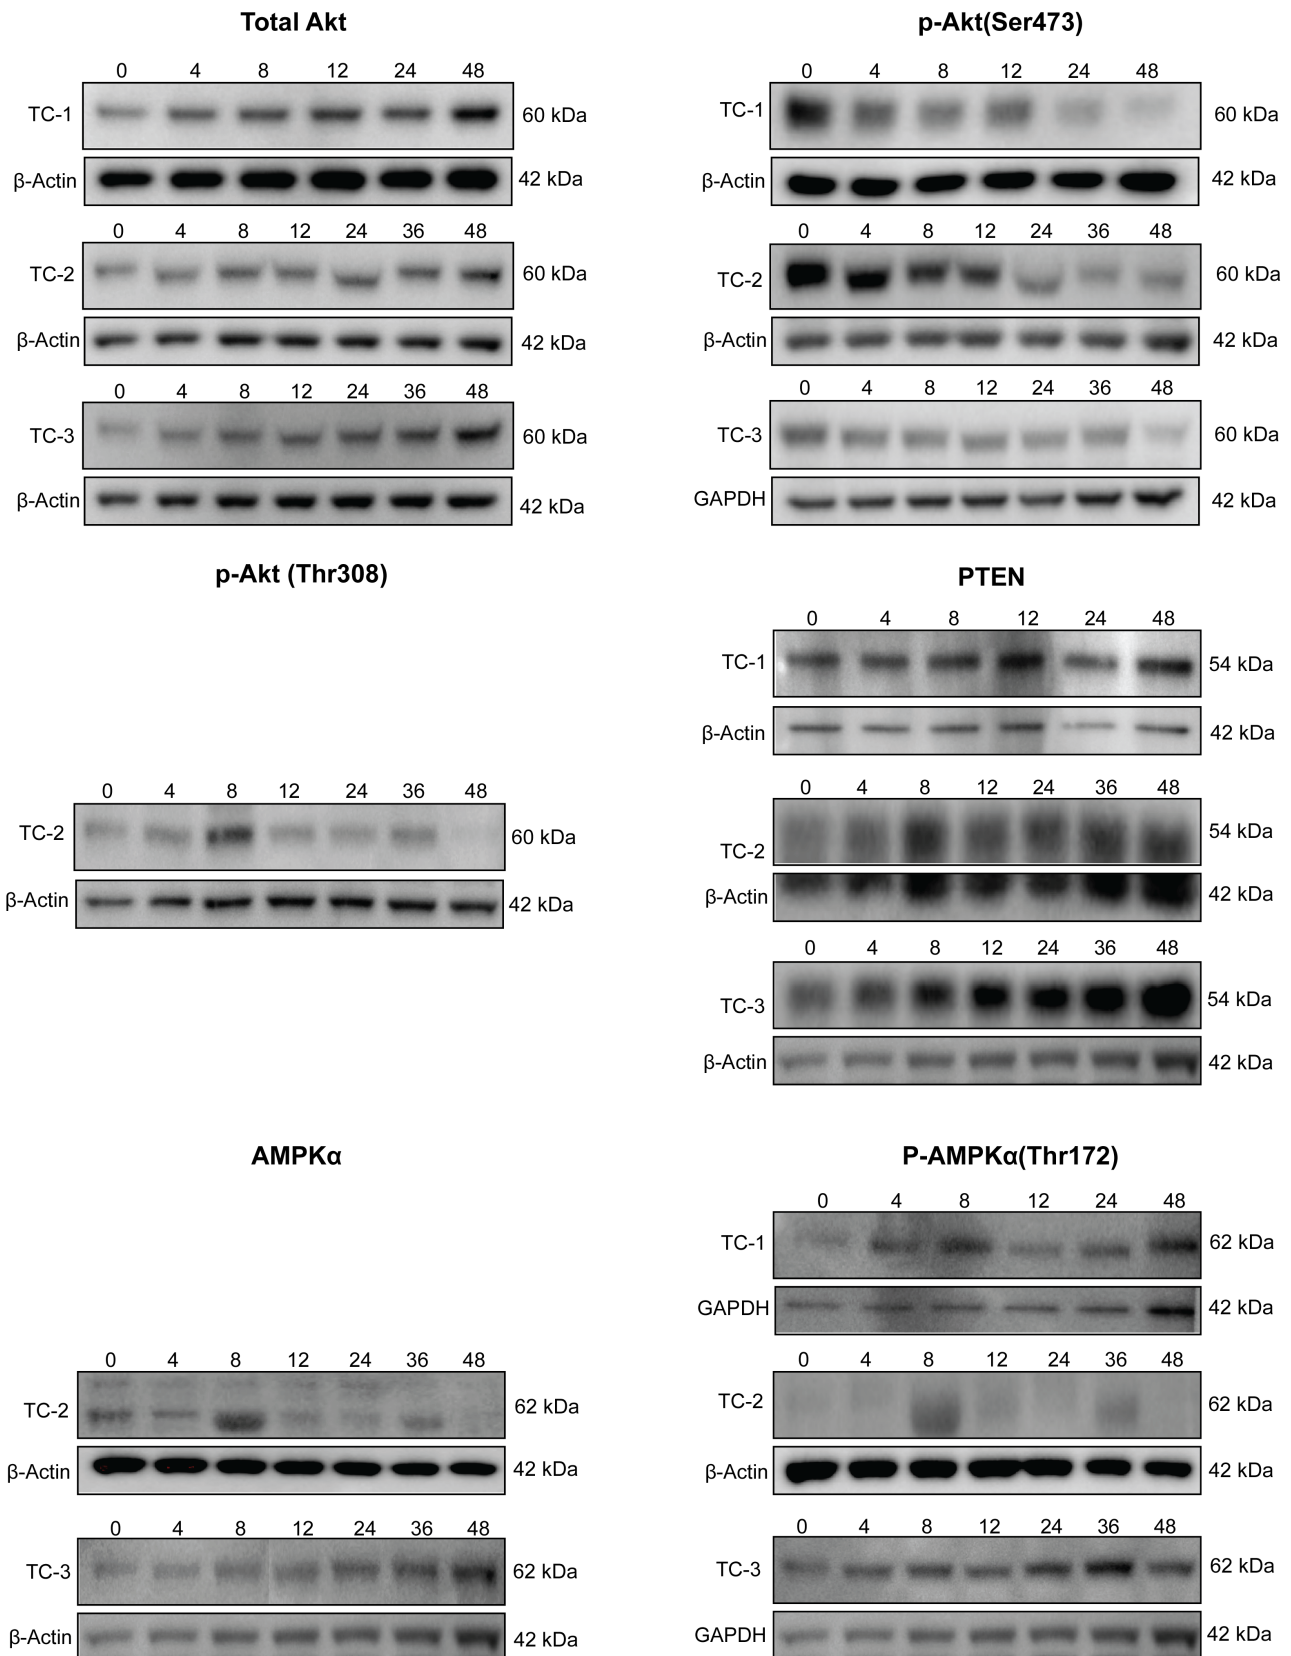 Total Akt
0 4 8 12 24 48
TC-1 60 kDa
β-Actin 42 kDa
0 4 8 12 24 36 48
TC-2 60 kDa
β-Actin 42 kDa
0 4 8 12 24 36 48
TC-3 60 kDa
β-Actin 42 kDa
p-Akt(Ser473)
0 4 8 12 24 48
TC-1 60 kDa
β-Actin 42 kDa
0 4 8 12 24 36 48
TC-2 60 kDa
β-Actin 42 kDa
0 4 8 12 24 36 48
TC-3 60 kDa
GAPDH 42 kDa
p-Akt (Thr308)
0 4 8 12 24 36 48
TC-2 60 kDa
β-Actin 42 kDa
PTEN
0 4 8 12 24 48
TC-1 54 kDa
β-Actin 42 kDa
0 4 8 12 24 36 48
TC-2 54 kDa
β-Actin 42 kDa
0 4 8 12 24 36 48
TC-3 54 kDa
β-Actin 42 kDa
AMPKα
0 4 8 12 24 36 48
TC-2 62 kDa
β-Actin 42 kDa
0 4 8 12 24 36 48
TC-3 62 kDa
β-Actin 42 kDa
P-AMPKα(Thr172)
0 4 8 12 24 48
TC-1 62 kDa
GAPDH 42 kDa
0 4 8 12 24 36 48
TC-2 62 kDa
β-Actin 42 kDa
0 4 8 12 24 36 48
TC-3 62 kDa
GAPDH 42 kDa